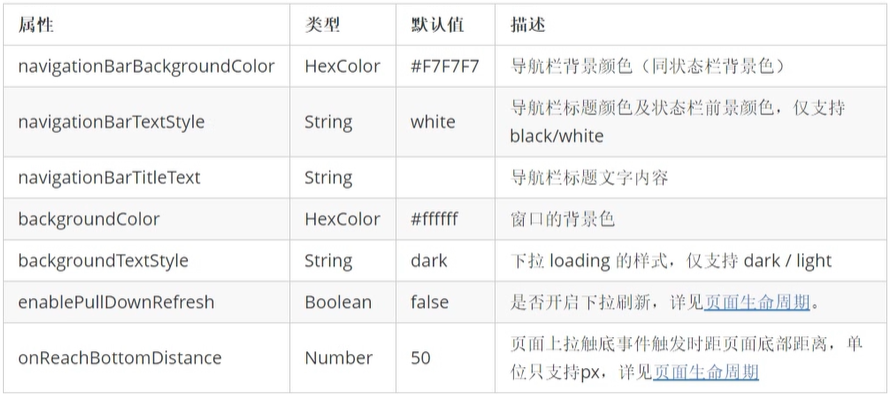 属性 类型 默认值 描述
navigationBarBackgroundColor HexColor #F7F7F7 导航栏背景颜色（同状态栏背景色）
navigationBarTextStyle String white 导航栏标题颜色及状态栏前景颜色，仅支持
black/white
navigationBarTitleText String 导航栏标题文字内容
backgroundColor HexColor #ffffff 窗口的背景色
backgroundTextStyle String dark 下拉 loading 的样式，仅支持 dark / light
enablePullDownRefresh Boolean false 是否开启下拉刷新，详见页面生命周期。
onReachBottomDistance Number 50 页面上拉触底事件触发时距页面底部距离，单
位只支持px，详见页面生命周期